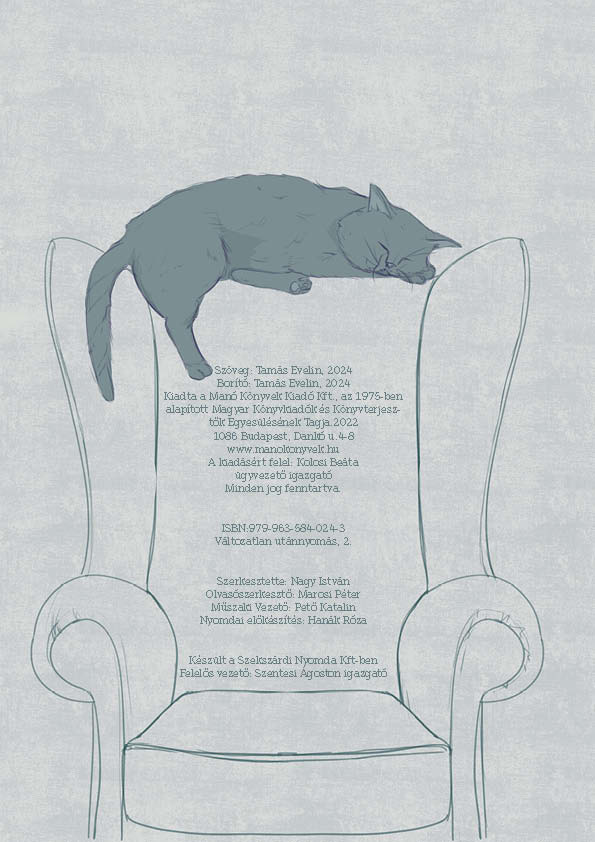 Szöveg: Tamás Evelin, 2024
Borító: Tamás Evelin, 2024
Kiadta a Manó Könyvek Kiadó Kft., az 1975-ben
alapított Magyar Könyvkiadók és Könyvterjesz-
tők Egyesülésének Tagja.2022
1086 Budapest, Dankó u. 4-8
www.manokonyvek.hu
A kiadásért felel: Kolosi Beáta
ügyvezető igazgató
Minden jog fenntartva.
ISBN:979-963-584-024-3
Változatlan utánnyomás, 2.
Szerkesztette: Nagy István
Olvasószerkesztő: Marosi Péter
Műszaki Vezető: Pető Katalin
Nyomdai előkészítés: Hanák Róza
Készült a Szekszárdi Nyomda Kft-ben
Felelős vezető: Szentesi Ágoston igazgató